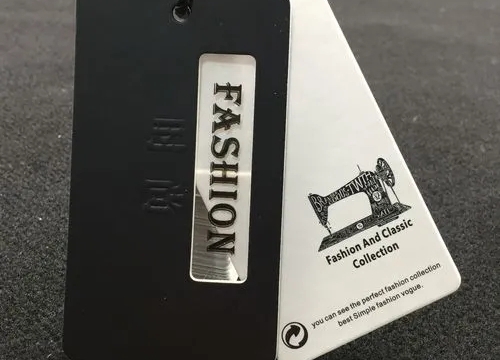 FASHION
Fashion And Classic
Collection
you can see the perfect fashion collection
best Simple fashion vogue.